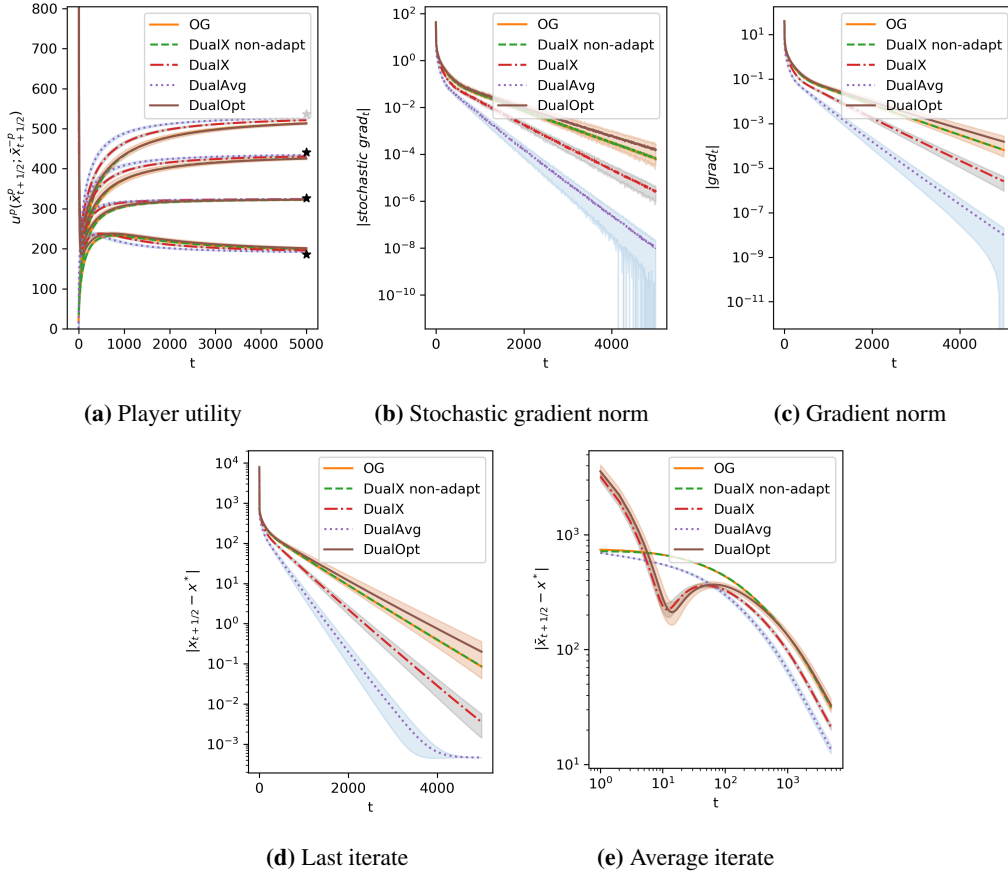 800
700
600
500
400
300
200
100
0
u^p(x̄^p_{t+1/2}; x̄^{-p}_{t+1/2})
OG
DualX non-adapt
DualX
DualAvg
DualOpt
0 1000 2000 3000 4000 5000
t
(a) Player utility
10^2
10^0
10^−2
10^−4
10^−6
10^−8
10^−10
|stochastic grad_t|
OG
DualX non-adapt
DualX
DualAvg
DualOpt
0 2000 4000
t
(b) Stochastic gradient norm
10^1
10^−1
10^−3
10^−5
10^−7
10^−9
10^−11
|grad_t|
OG
DualX non-adapt
DualX
DualAvg
DualOpt
0 2000 4000
t
(c) Gradient norm
10^4
10^3
10^2
10^1
10^0
10^−1
10^−2
10^−3
|x_{t+1/2} − x^*|
OG
DualX non-adapt
DualX
DualAvg
DualOpt
0 2000 4000
t
(d) Last iterate
10^3
10^2
10^1
|x̄_{t+1/2} − x^*|
OG
DualX non-adapt
DualX
DualAvg
DualOpt
10^0 10^1 10^2 10^3
t
(e) Average iterate